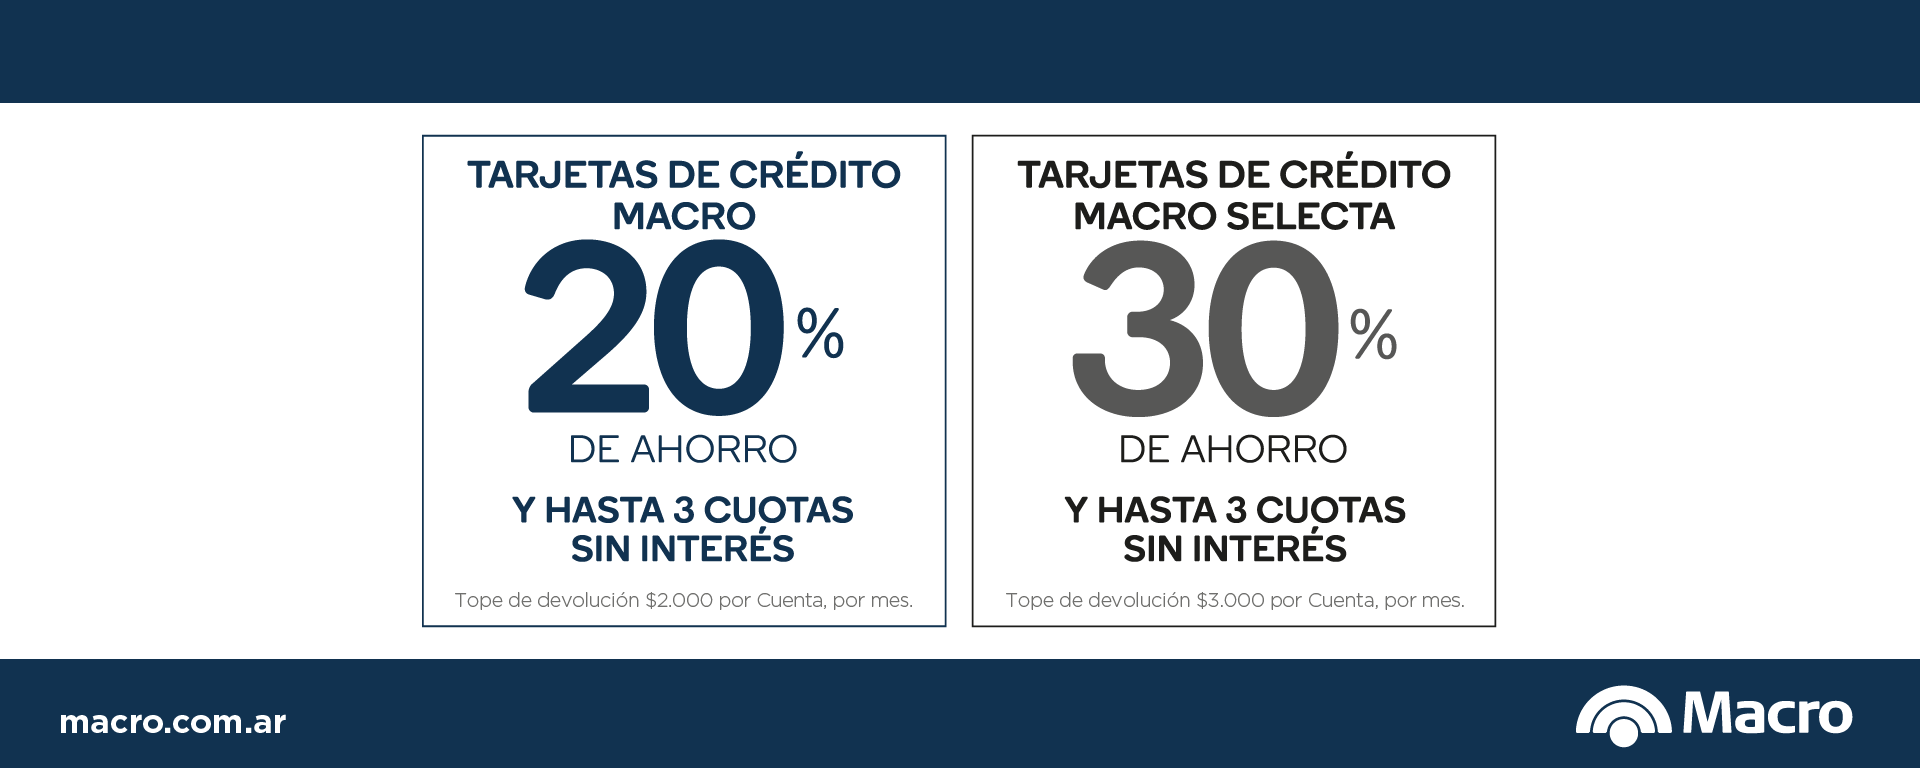 TARJETAS DE CRÉDITO
MACRO
20%
DE AHORRO
Y HASTA 3 CUOTAS
SIN INTERÉS
Tope de devolución $2.000 por Cuenta, por mes.
TARJETAS DE CRÉDITO
MACRO SELECTA
30%
DE AHORRO
Y HASTA 3 CUOTAS
SIN INTERÉS
Tope de devolución $3.000 por Cuenta, por mes.
macro.com.ar
Macro